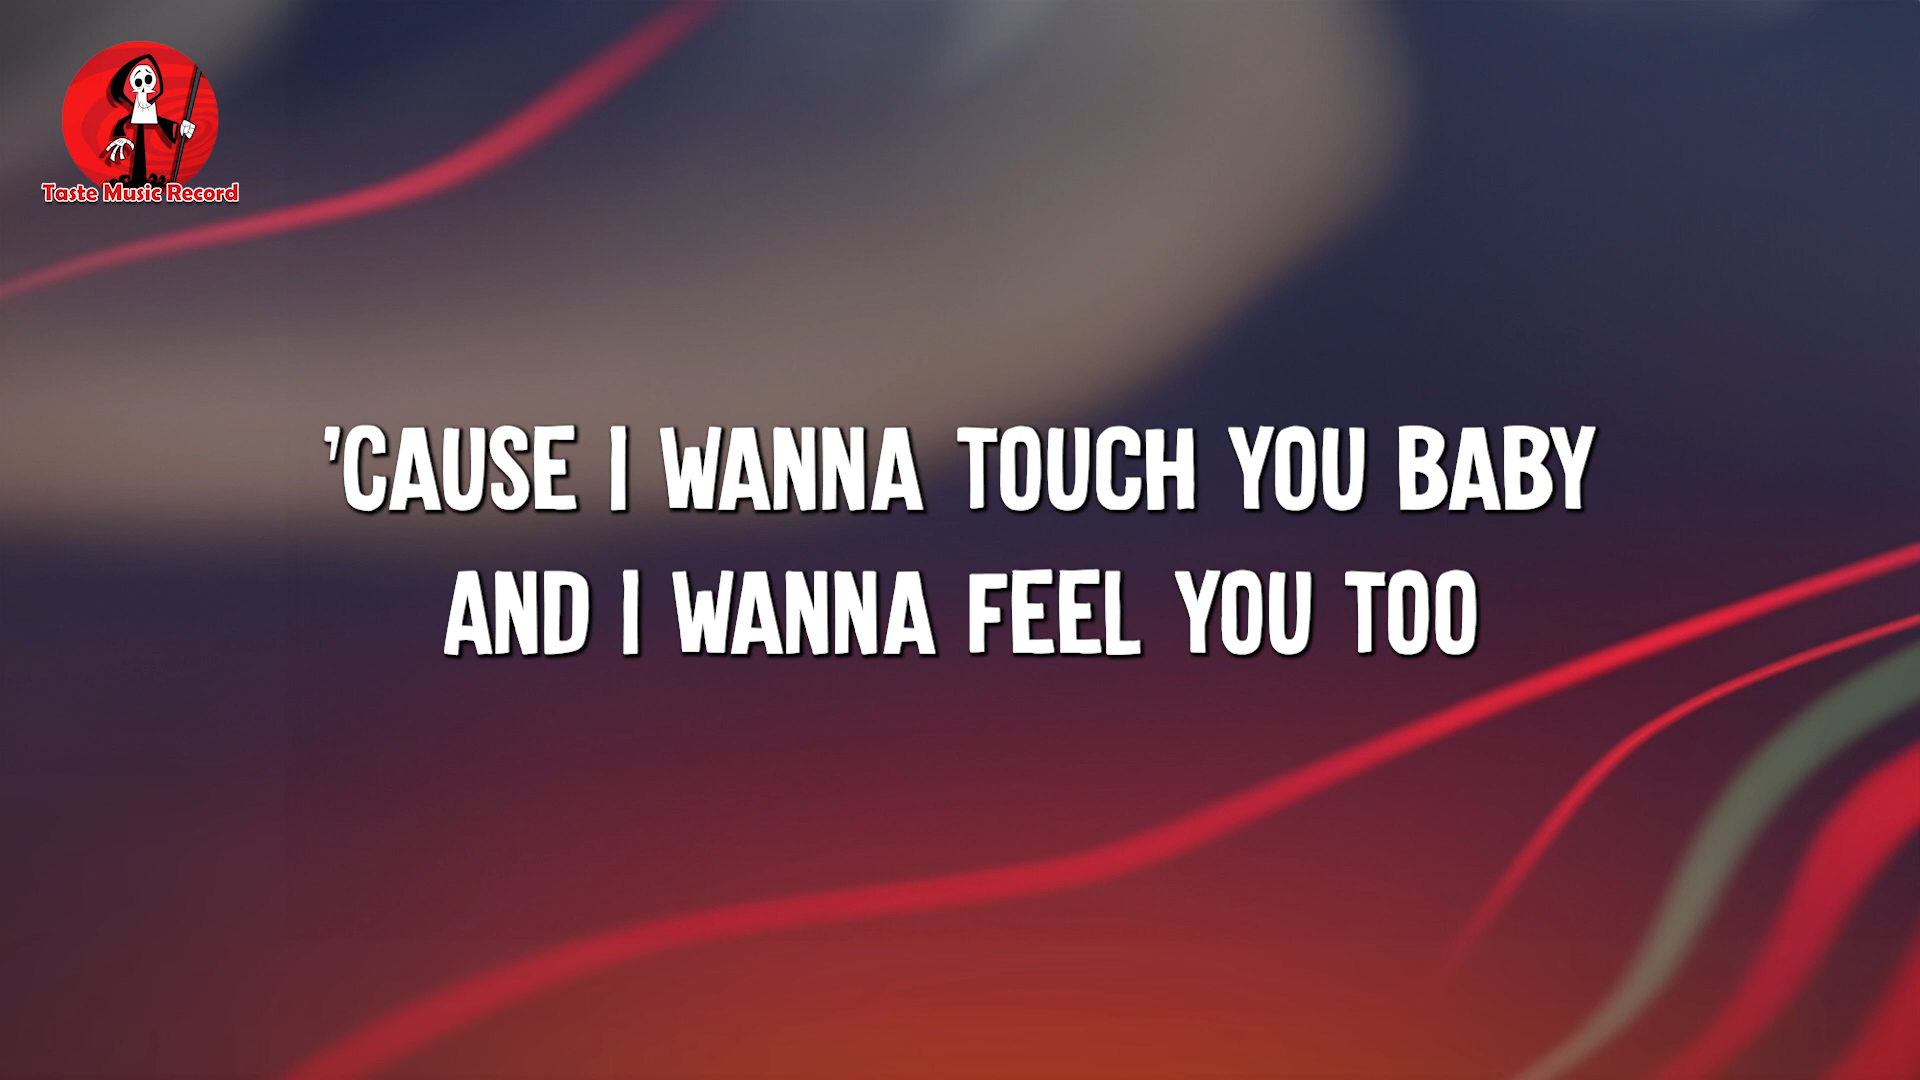 Taste Music Record
'CAUSE I WANNA TOUCH YOU BABY
AND I WANNA FEEL YOU TOO